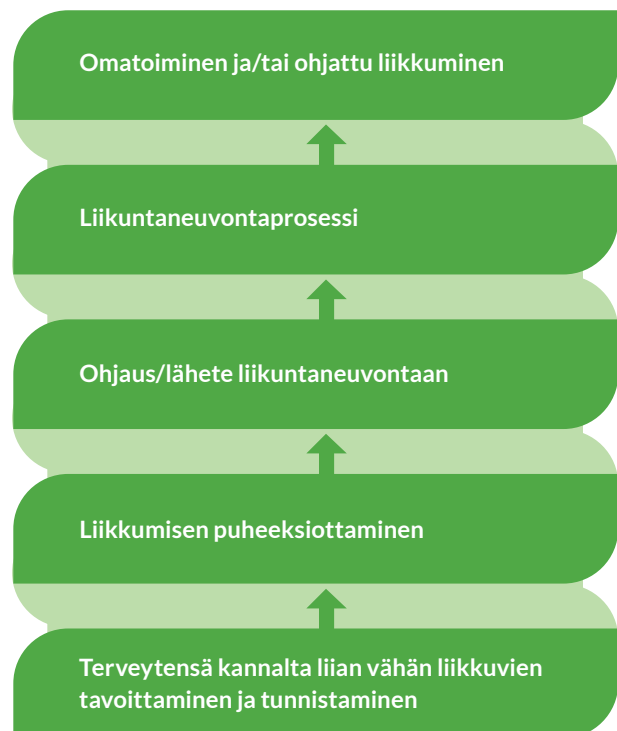 Omatoiminen ja/tai ohjattu liikkuminen
Liikuntaneuvontaprosessi
Ohjaus/lähete liikuntaneuvontaan
Liikkumisen puheeksiottaminen
Terveytensä kannalta liian vähän liikkuvien
tavoittaminen ja tunnistaminen